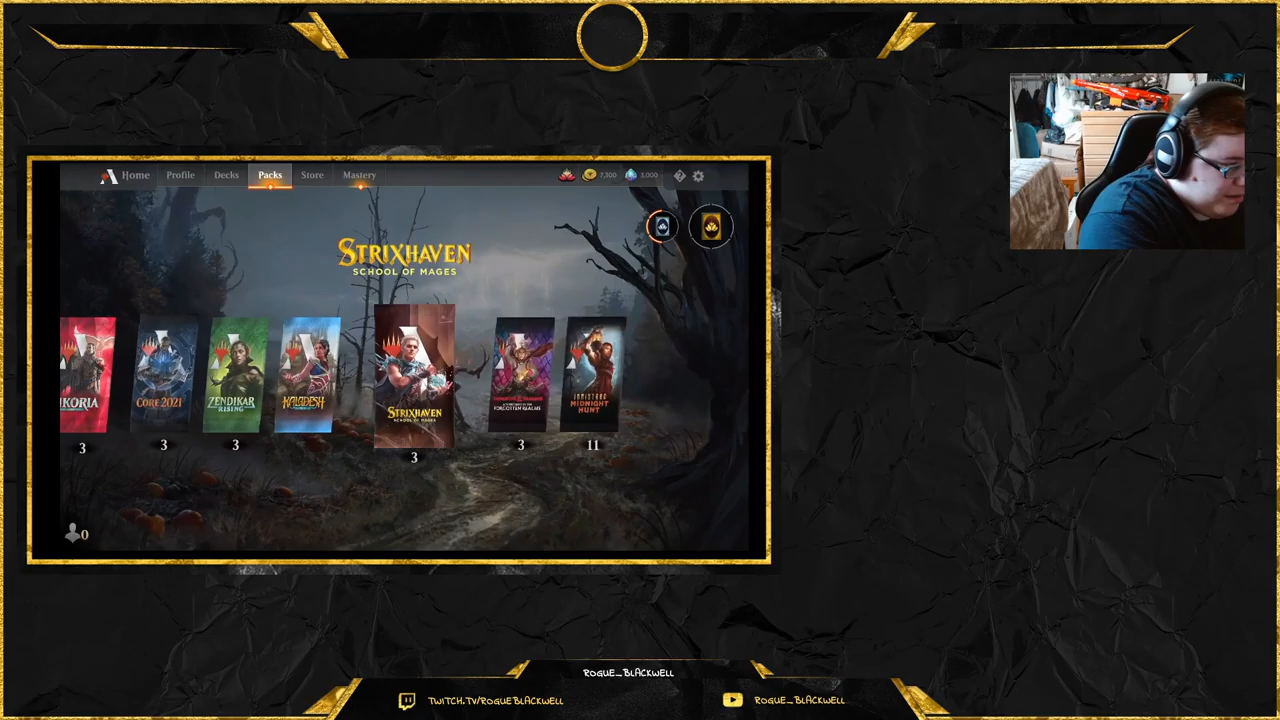 Home Profile Decks Packs Store Mastery 7,300 3,000
STRIXHAVEN
SCHOOL OF MAGES
IKORIA
CORE 2021
ZENDIKAR
RISING
KALADESH
STRIXHAVEN
SCHOOL OF MAGES
FORGOTTEN REALMS
INNISTRAD
MIDNIGHT
HUNT
3 3 3 3 3 11
0
ROGUE_BLACKWELL
TWITCH.TV/ROGUEBLACKWELL
ROGUE_BLACKWELL